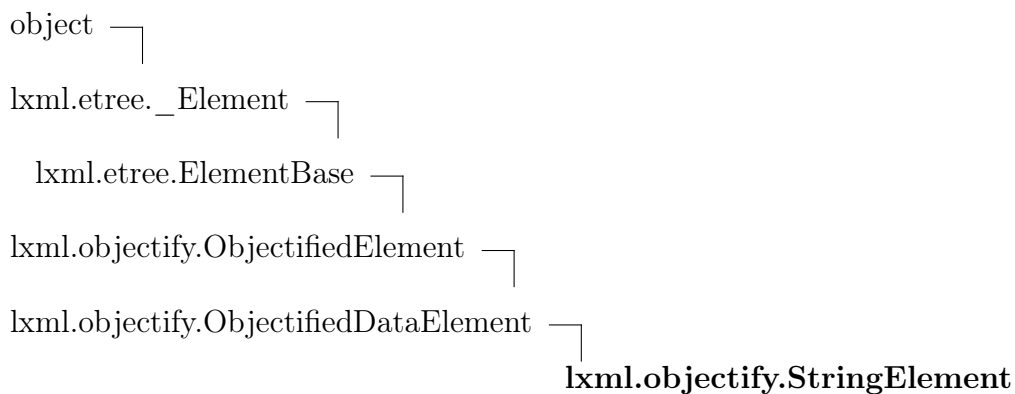 object
lxml.etree._Element
lxml.etree.ElementBase
lxml.objectify.ObjectifiedElement
lxml.objectify.ObjectifiedDataElement
lxml.objectify.StringElement